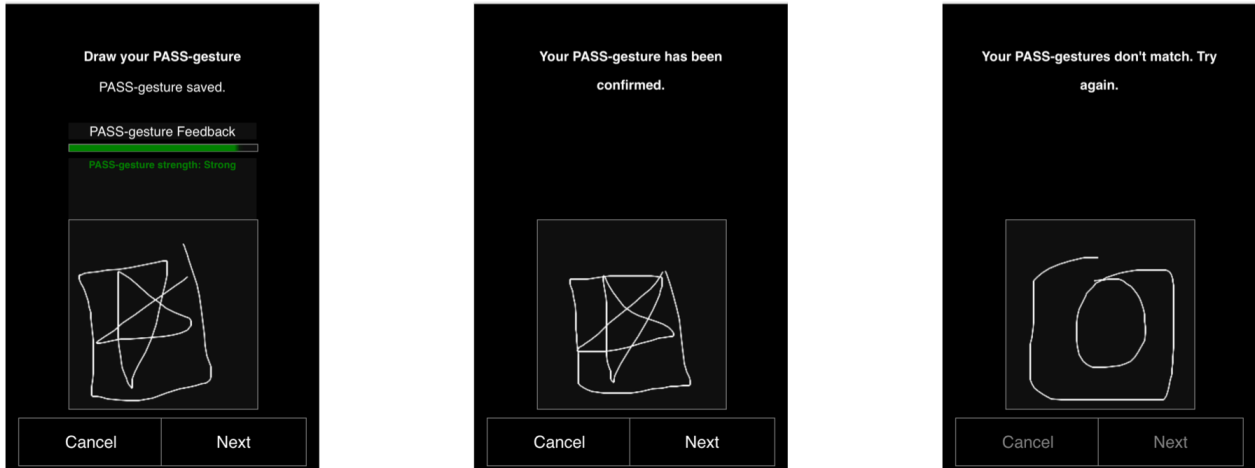 Draw your PASS-gesture
PASS-gesture saved.
PASS-gesture Feedback
PASS-gesture strength: Strong
Cancel
Next
Your PASS-gesture has been
confirmed.
Cancel
Next
Your PASS-gestures don't match. Try
again.
Cancel
Next